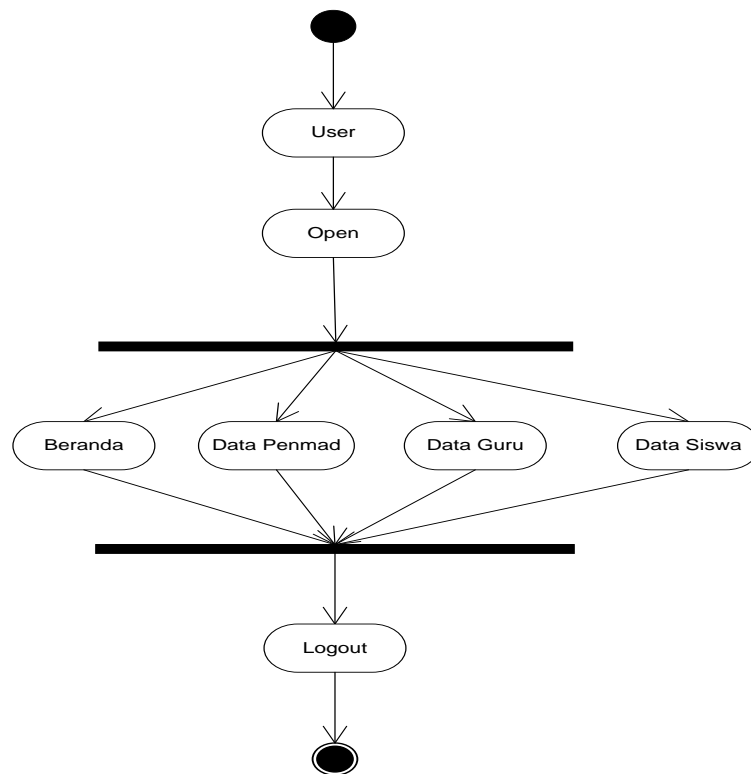 User
Open
Beranda
Data Penmad
Data Guru
Data Siswa
Logout